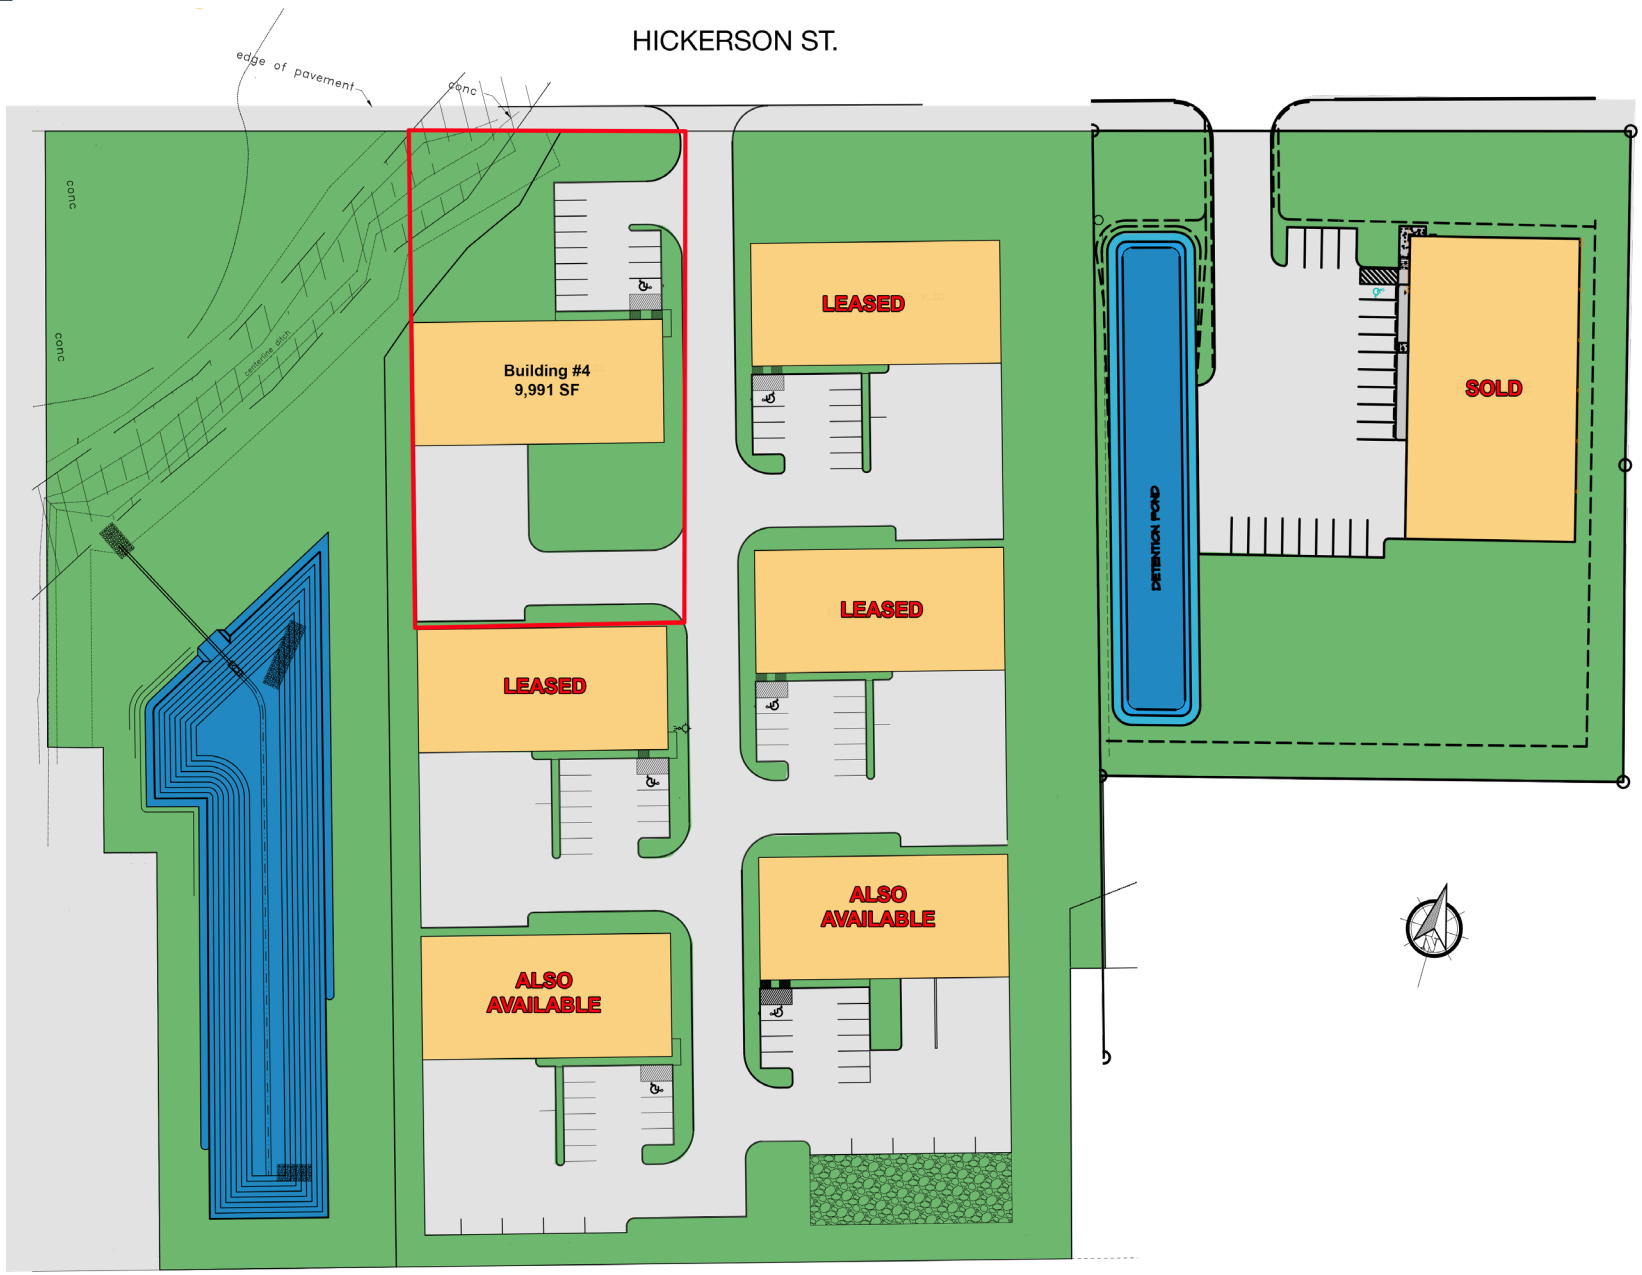 HICKERSON ST.
edge of pavement
conc
conc
conc
centerline ditch
LEASED
Building #4
9,991 SF
SOLD
DETENTION POND
LEASED
LEASED
ALSO
AVAILABLE
ALSO
AVAILABLE
N